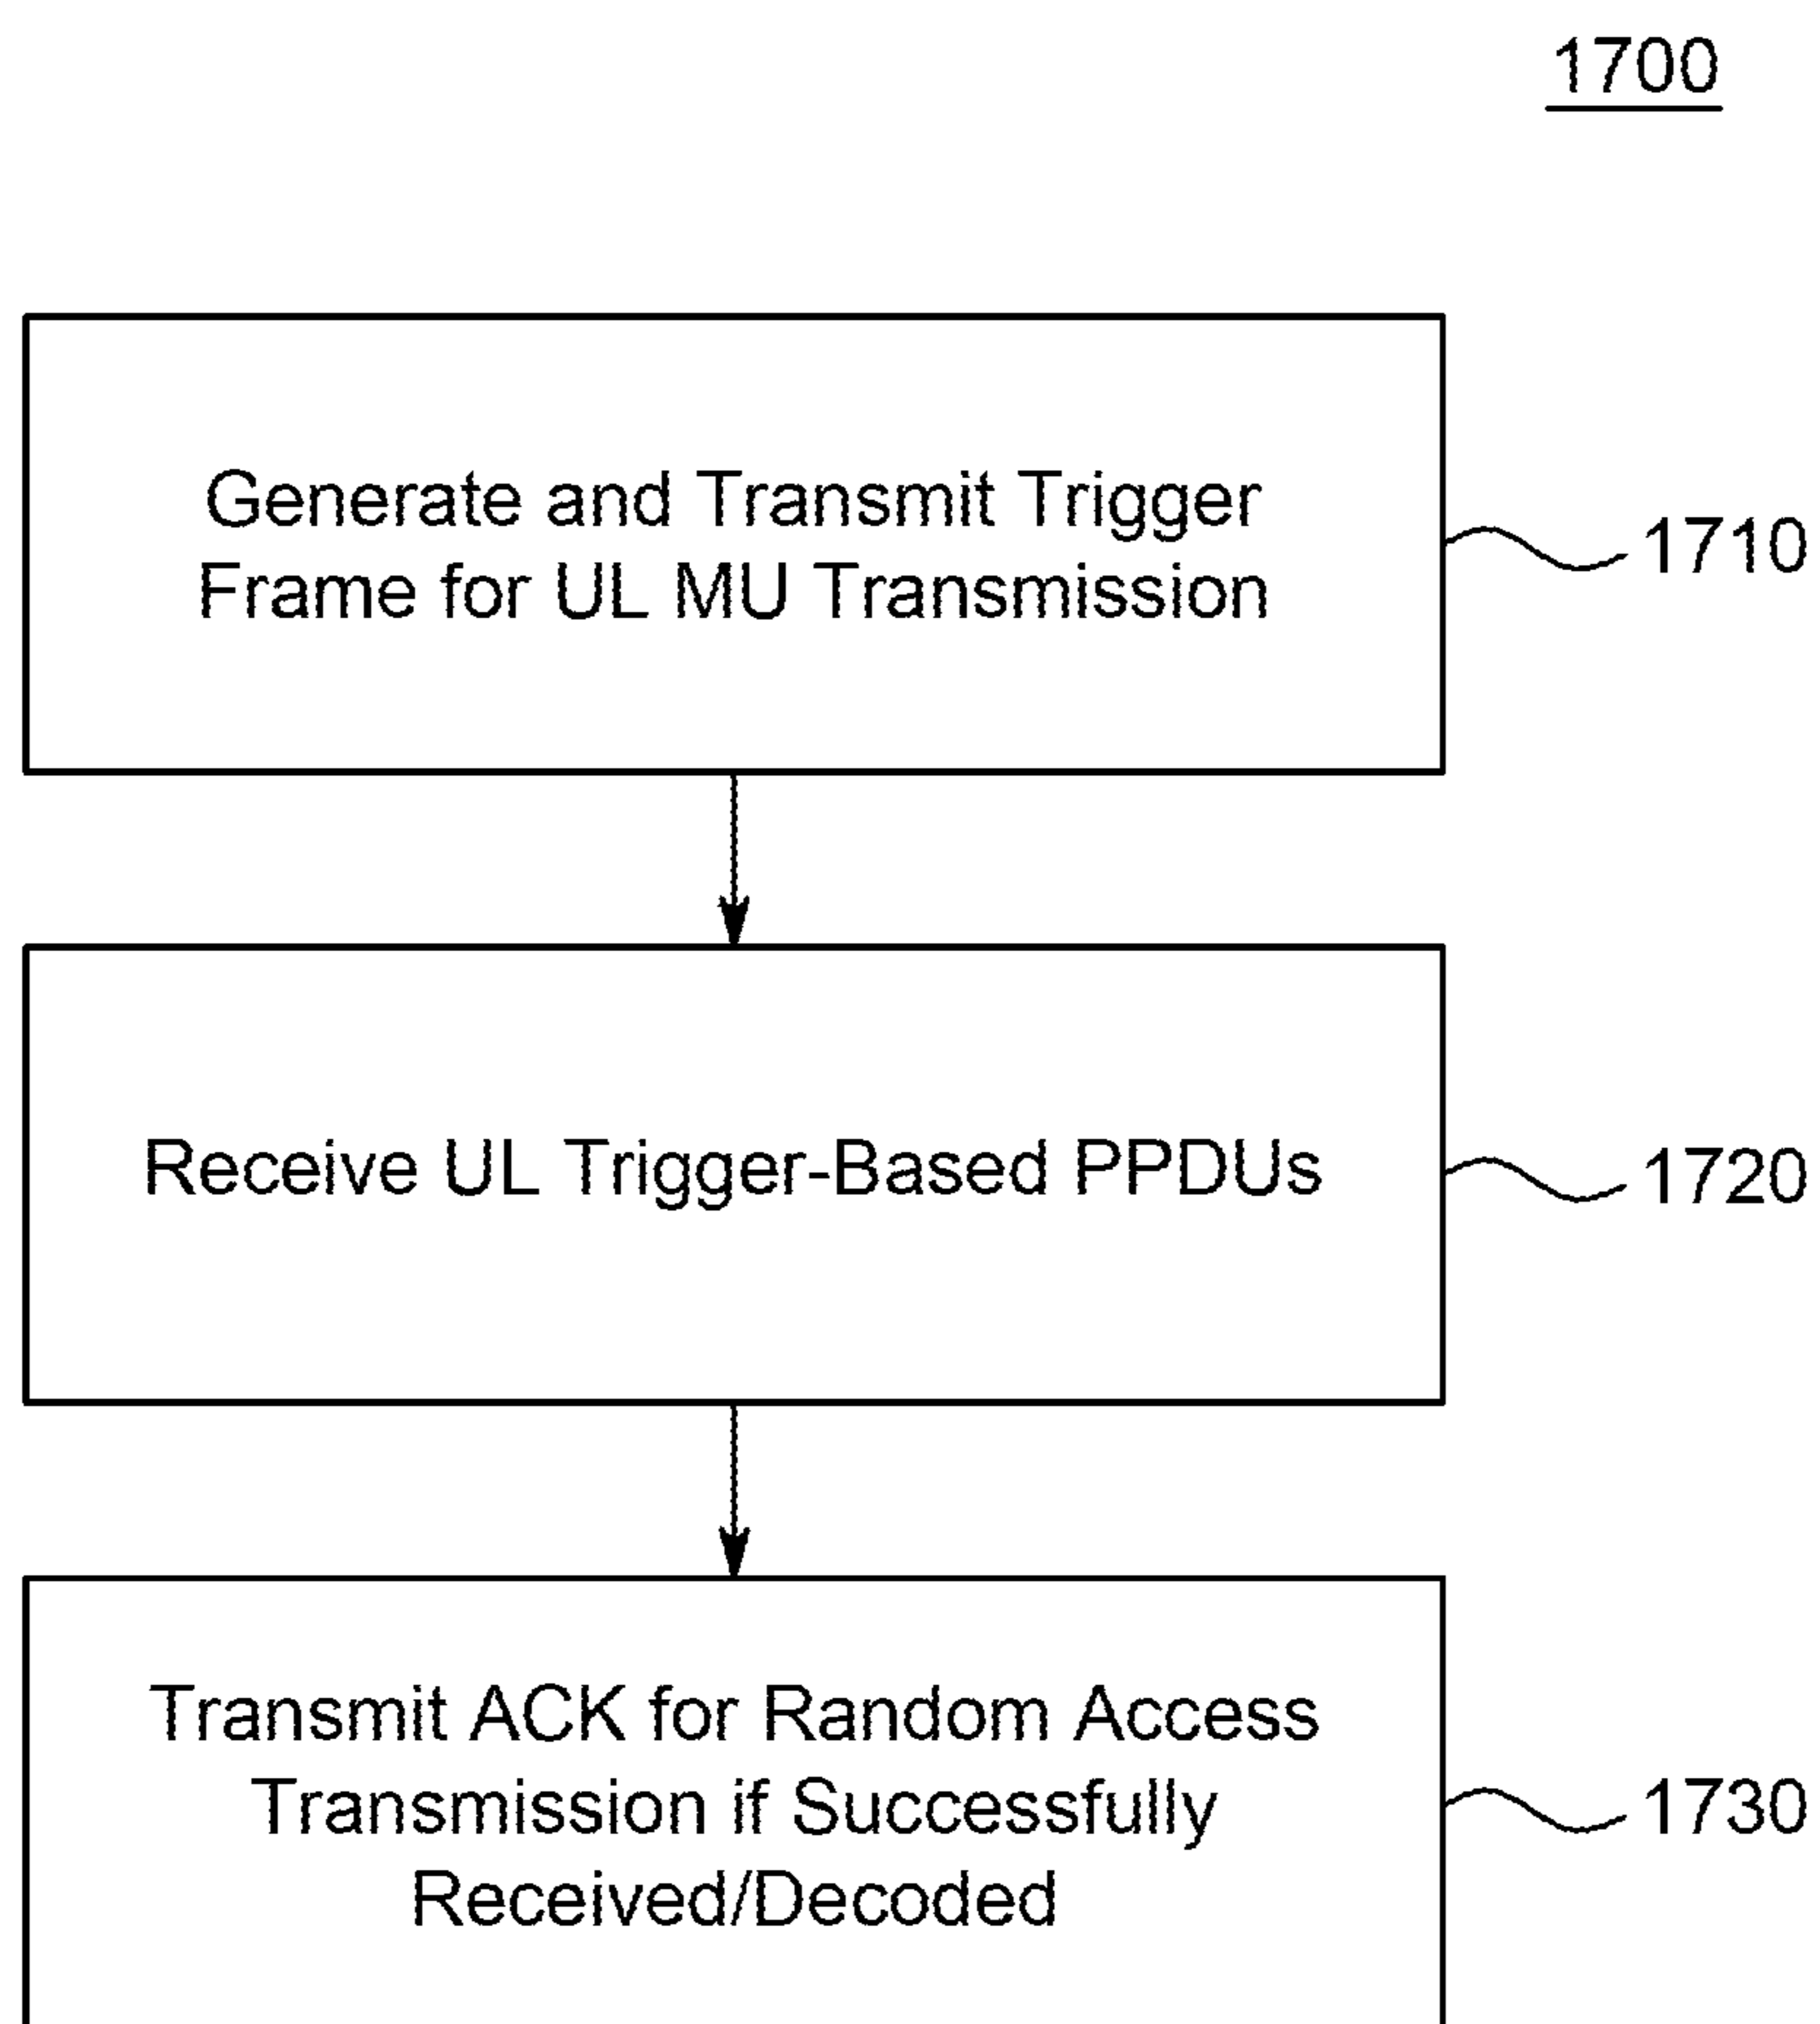 1700
Generate and Transmit Trigger
Frame for UL MU Transmission
1710
Receive UL Trigger-Based PPDUs
1720
Transmit ACK for Random Access
Transmission if Successfully
Received/Decoded
1730